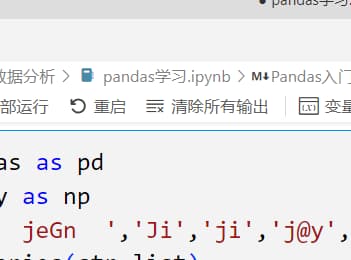 pandas学习.
数据分析 > pandas学习.ipynb > M↓Pandas入门
部运行 重启 清除所有输出 变量
as as pd
y as np
jeGn ','Ji','ji','j@y',